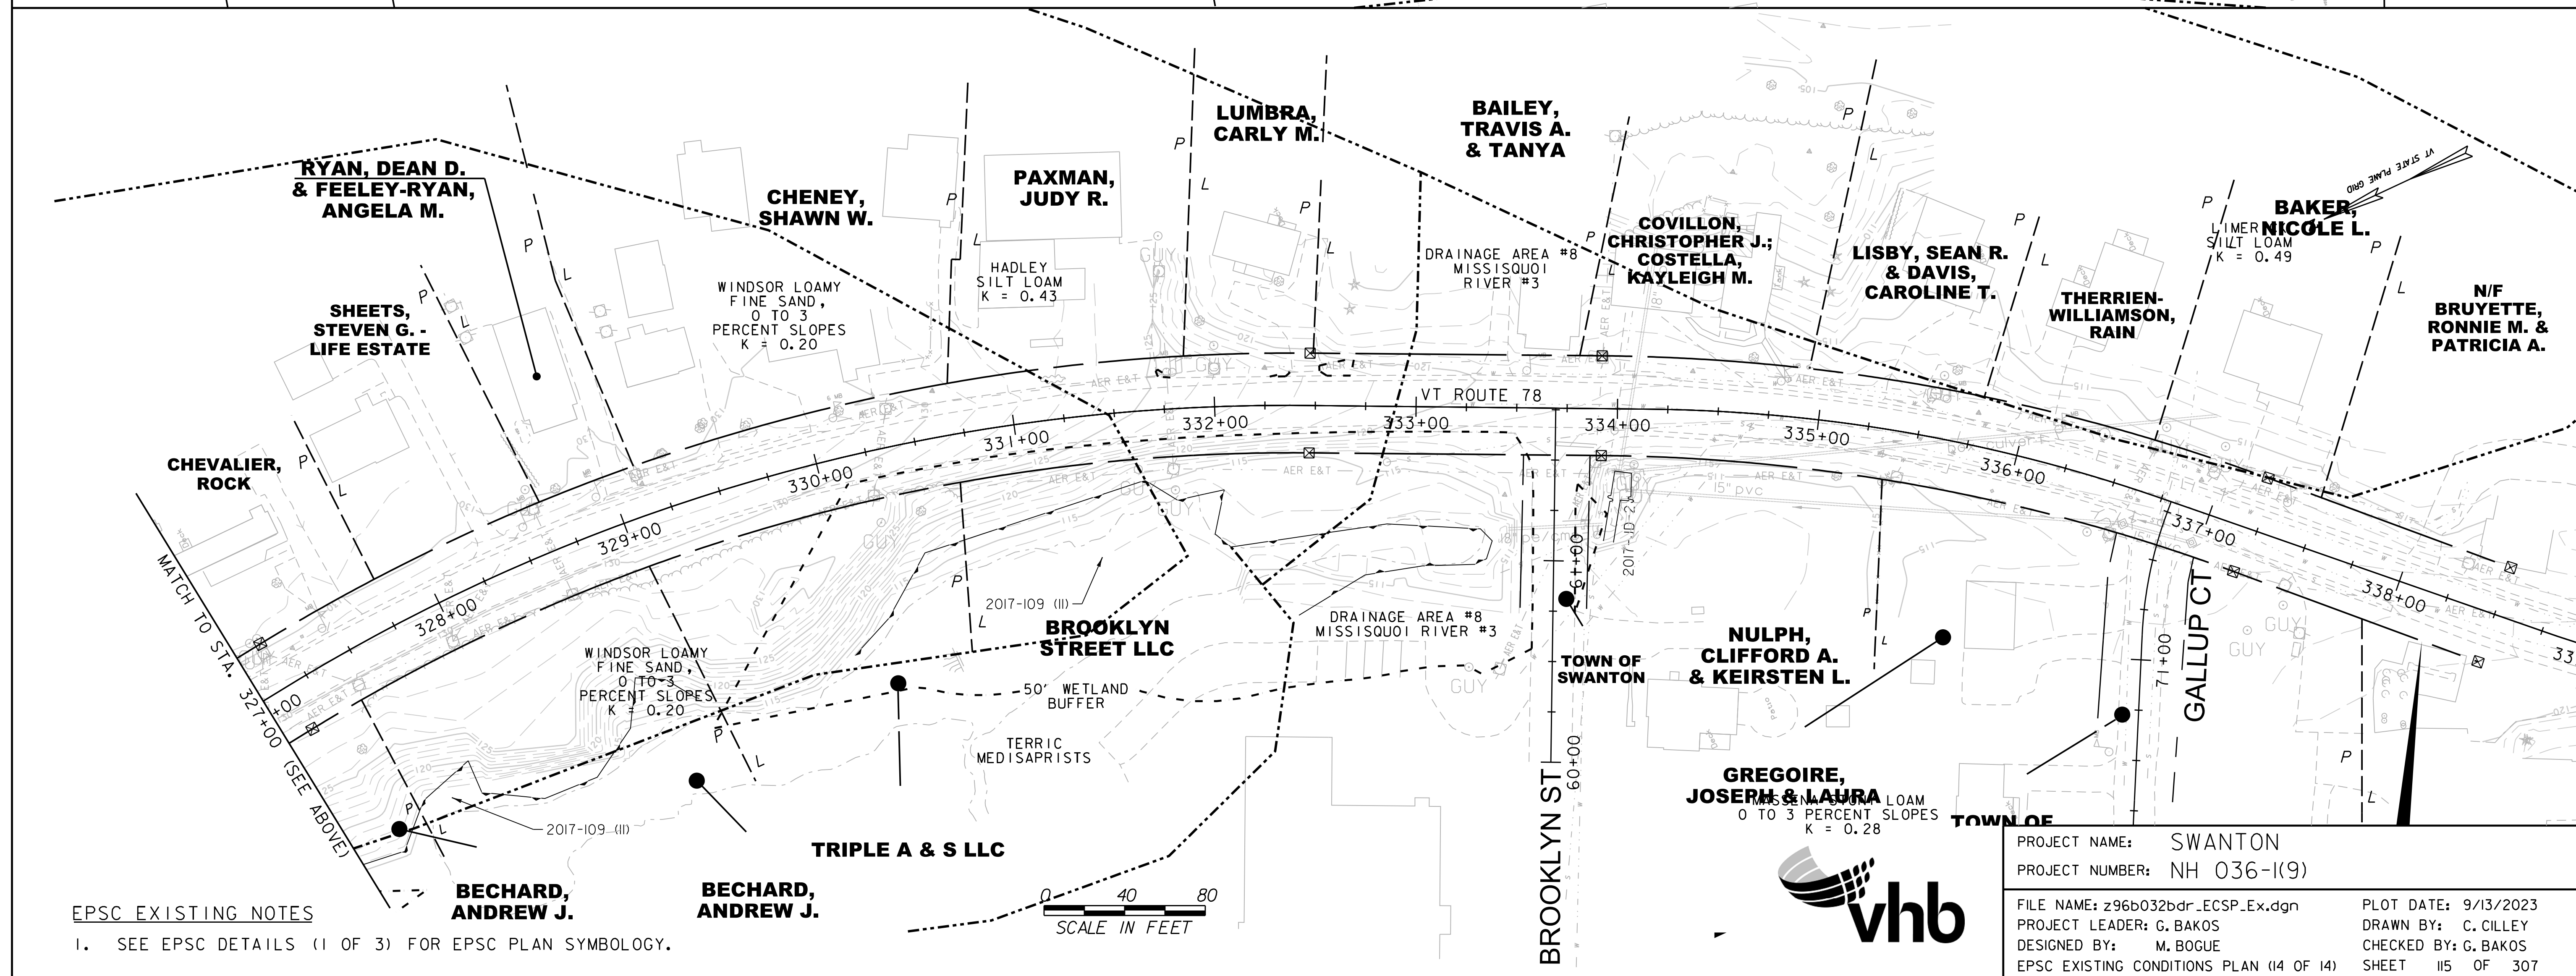 RYAN, DEAN D.
& FEELEY-RYAN,
ANGELA M.
SHEETS,
STEVEN G. -
LIFE ESTATE
CHEVALIER,
ROCK
CHENEY,
SHAWN W.
WINDSOR LOAMY
FINE SAND,
0 TO 3
PERCENT SLOPES
K = 0.20
PAXMAN,
JUDY R.
HADLEY
SILT LOAM
K = 0.43
LUMBRA,
CARLY M.
BAILEY,
TRAVIS A.
& TANYA
DRAINAGE AREA #8
MISSISQUOI
RIVER #3
COVILLON,
CHRISTOPHER J.;
COSTELLA,
KAYLEIGH M.
LISBY, SEAN R.
& DAVIS,
CAROLINE T.
THERRIEN-
WILLIAMSON,
RAIN
VT STATE PLANE GRID
BAKER,
NICOLE L.
SILT LOAM
K = 0.49
N/F
BRUYETTE,
RONNIE M. &
PATRICIA A.
VT ROUTE 78
327+00
328+00
329+00
330+00
331+00
332+00
333+00
334+00
335+00
336+00
337+00
338+00
MATCH TO STA. 327+00 (SEE ABOVE)
WINDSOR LOAMY
FINE SAND,
0 TO 3
PERCENT SLOPES
K = 0.20
2017-109 (II)
2017-109 (II)
BROOKLYN
STREET LLC
50' WETLAND
BUFFER
TERRIC
MEDISAPRISTS
DRAINAGE AREA #8
MISSISQUOI RIVER #3
61+00
60+00
BROOKLYN ST
TOWN OF
SWANTON
15" PVC
NULPH,
CLIFFORD A.
& KEIRSTEN L.
GREGOIRE,
JOSEPH & LAURA
MASSENA STONY LOAM
0 TO 3 PERCENT SLOPES
K = 0.28
TOWN OF
71+00
GALLUP CT
TRIPLE A & S LLC
BECHARD,
ANDREW J.
BECHARD,
ANDREW J.
0 40 80
SCALE IN FEET
EPSC EXISTING NOTES
1. SEE EPSC DETAILS (1 OF 3) FOR EPSC PLAN SYMBOLOGY.
vhb
PROJECT NAME: SWANTON
PROJECT NUMBER: NH 036-1(9)
FILE NAME: z96b032bdr_ECSP_Ex.dgn PLOT DATE: 9/13/2023
PROJECT LEADER: G. BAKOS DRAWN BY: C. CILLEY
DESIGNED BY: M. BOGUE CHECKED BY: G. BAKOS
EPSC EXISTING CONDITIONS PLAN (14 OF 14) SHEET 115 OF 307